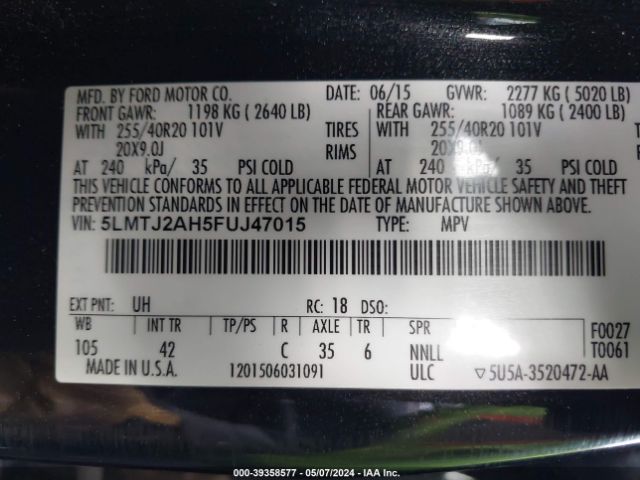 MFD. BY FORD MOTOR CO. DATE: 06/15 GVWR: 2277 KG ( 5020 LB)
FRONT GAWR: 1198 KG ( 2640 LB) REAR GAWR: 1089 KG ( 2400 LB)
WITH 255/40R20 101V TIRES WITH 255/40R20 101V
20X9.0J RIMS 20X9.0J
AT 240 kPa/ 35 PSI COLD AT 240 kPa/ 35 PSI COLD
THIS VEHICLE CONFORMS TO ALL APPLICABLE FEDERAL MOTOR VEHICLE SAFETY AND THEFT
PREVENTION STANDARDS IN EFFECT ON THE DATE OF MANUFACTURE SHOWN ABOVE.
VIN: 5LMTJ2AH5FUJ47015 TYPE: MPV
EXT PNT: UH RC: 18 DSO:
WB INT TR TP/PS R AXLE TR SPR F0027
105 42 C 35 6 NNLL T0061
MADE IN U.S.A. 1201506031091 ULC ▽5U5A-3520472-AA
000-39358577 - 05/07/2024 - IAA Inc.